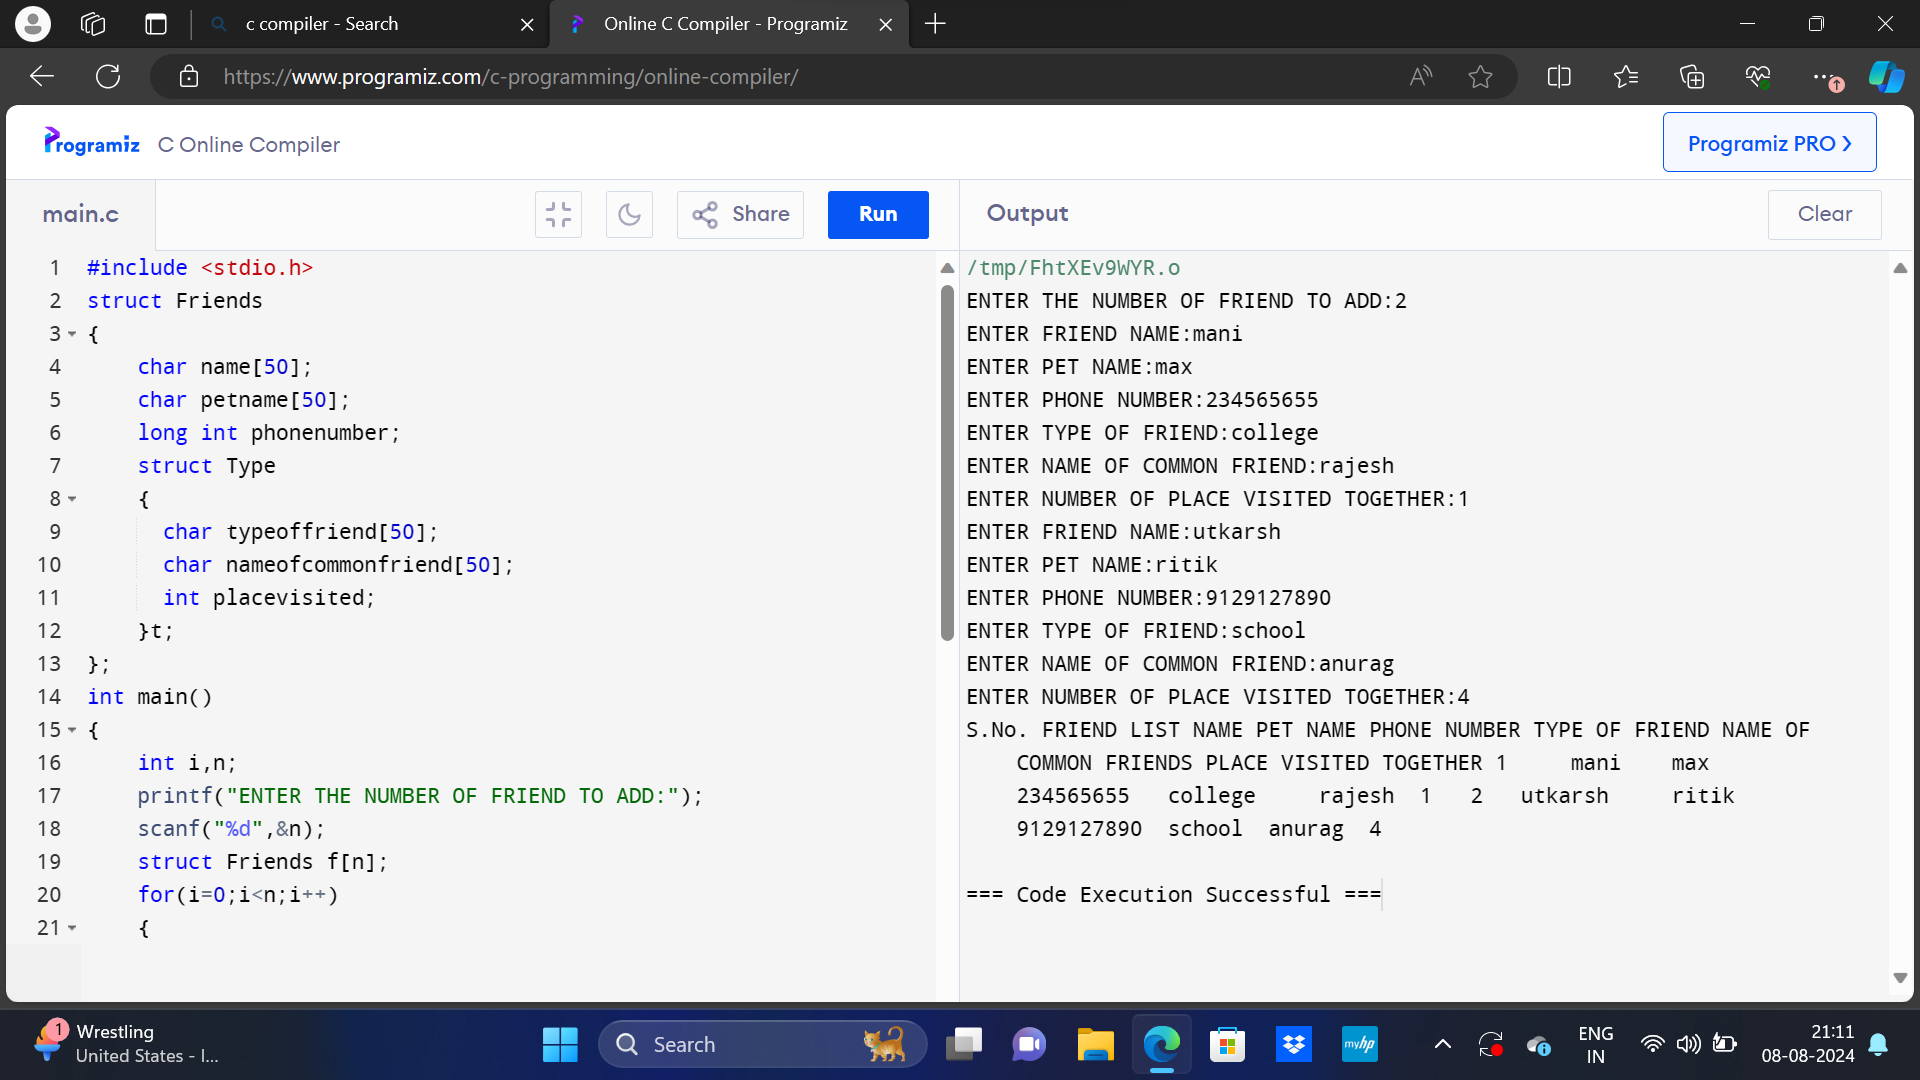 c compiler - Search
Online C Compiler - Programiz
https://www.programiz.com/c-programming/online-compiler/
Programiz C Online Compiler
Programiz PRO
main.c
Share
Run
Output
Clear
1 #include <stdio.h>
2 struct Friends
3 {
4 char name[50];
5 char petname[50];
6 long int phonenumber;
7 struct Type
8 {
9 char typeoffriend[50];
10 char nameofcommonfriend[50];
11 int placevisited;
12 }t;
13 };
14 int main()
15 {
16 int i,n;
17 printf("ENTER THE NUMBER OF FRIEND TO ADD:");
18 scanf("%d",&n);
19 struct Friends f[n];
20 for(i=0;i<n;i++)
21 {
/tmp/FhtXEv9WYR.o
ENTER THE NUMBER OF FRIEND TO ADD:2
ENTER FRIEND NAME:mani
ENTER PET NAME:max
ENTER PHONE NUMBER:234565655
ENTER TYPE OF FRIEND:college
ENTER NAME OF COMMON FRIEND:rajesh
ENTER NUMBER OF PLACE VISITED TOGETHER:1
ENTER FRIEND NAME:utkarsh
ENTER PET NAME:ritik
ENTER PHONE NUMBER:9129127890
ENTER TYPE OF FRIEND:school
ENTER NAME OF COMMON FRIEND:anurag
ENTER NUMBER OF PLACE VISITED TOGETHER:4
S.No. FRIEND LIST NAME PET NAME PHONE NUMBER TYPE OF FRIEND NAME OF
COMMON FRIENDS PLACE VISITED TOGETHER 1 mani max
234565655 college rajesh 1 2 utkarsh ritik
9129127890 school anurag 4
=== Code Execution Successful ===
1
Wrestling
United States - I...
Search
myhp
ENG
IN
21:11
08-08-2024